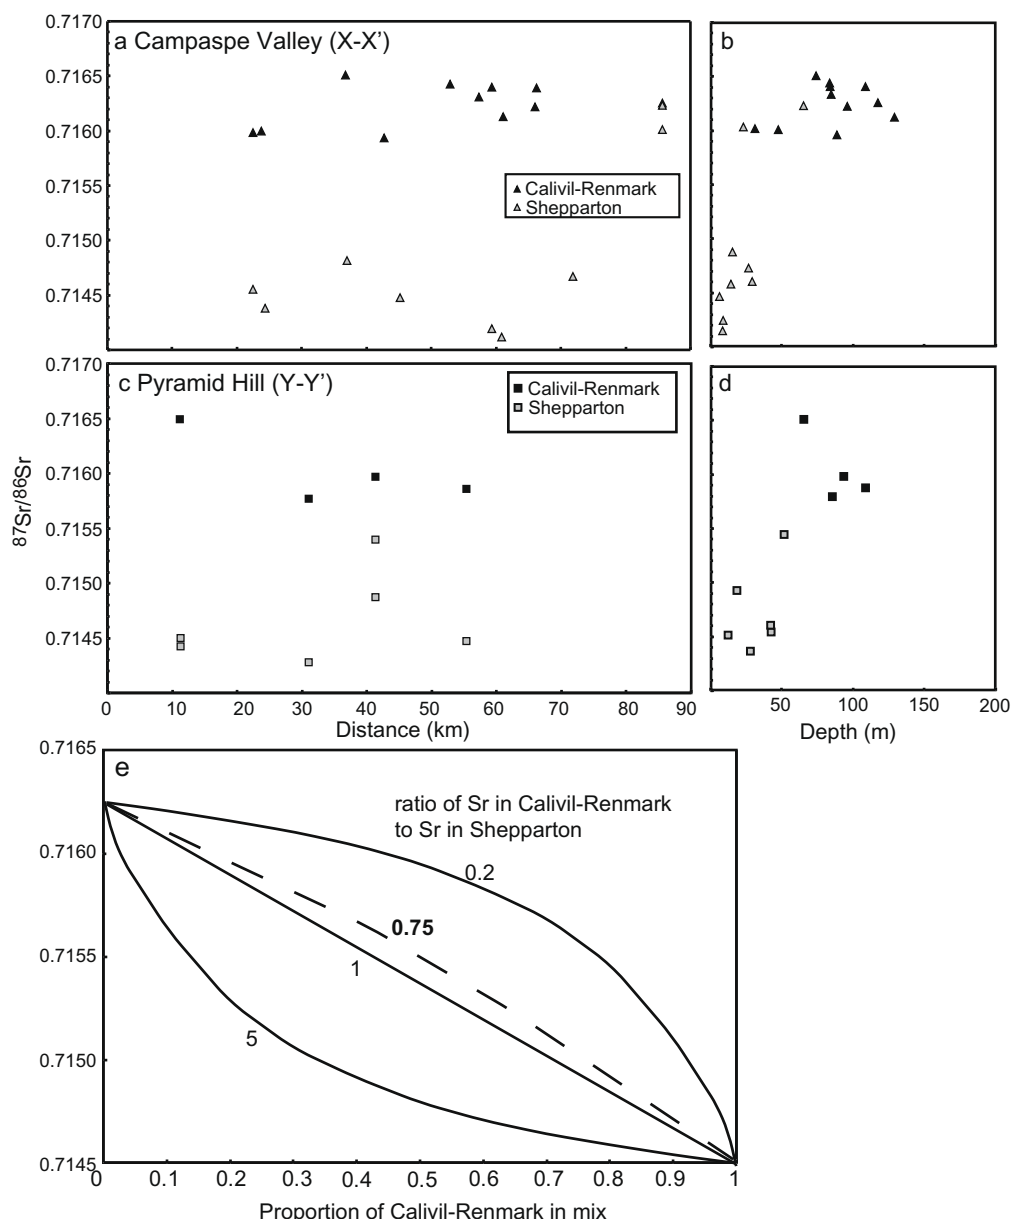 0.7170
a Campaspe Valley (X-X’)
b
0.7165
0.7160
0.7155
Calivil-Renmark
Shepparton
0.7150
0.7145
0.7170
c Pyramid Hill (Y-Y’)
Calivil-Renmark
Shepparton
d
0.7165
0.7160
0.7155
0.7150
0.7145
87Sr/86Sr
0 10 20 30 40 50 60 70 80 90
Distance (km)
0 50 100 150 200
Depth (m)
0.7165
e
ratio of Sr in Calivil-Renmark
to Sr in Shepparton
0.7160
0.2
0.75
0.7155
1
5
0.7150
0.7145
0 0.1 0.2 0.3 0.4 0.5 0.6 0.7 0.8 0.9 1
Proportion of Calivil-Renmark in mix